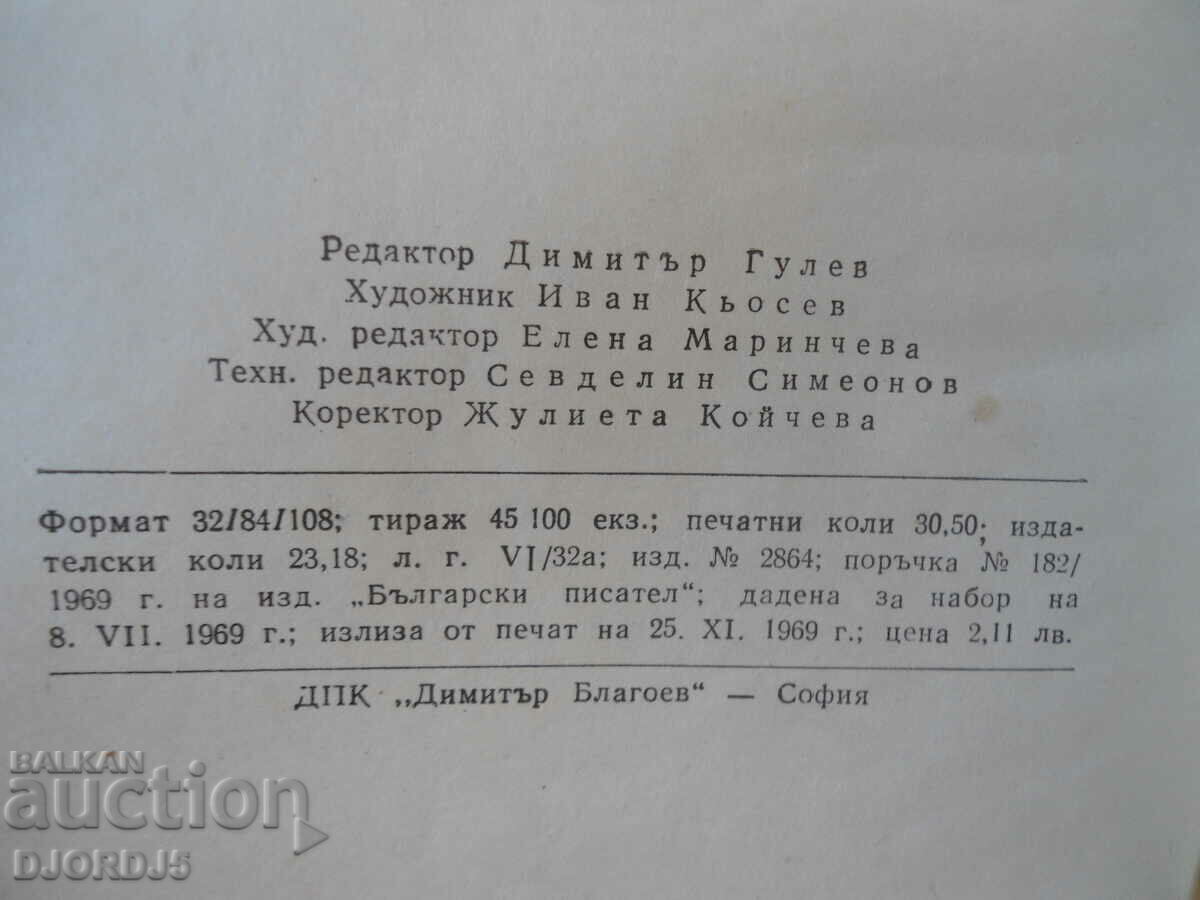 Редактор Димитър Гулев
Художник Иван Кьосев
Худ. редактор Елена Маринчева
Техн. редактор Севделин Симеонов
Коректор Жулиета Койчева
Формат 32/84/108; тираж 45 100 екз.; печатни коли 30,50; изда-
телски коли 23,18; л. г. VI/32а; изд. № 2864; поръчка № 182/
1969 г. на изд. „Български писател“; дадена за набор на
8. VII. 1969 г.; излиза от печат на 25. XI. 1969 г.; цена 2,11 лв.
ДПК „Димитър Благоев“ — София
BALKAN
auction
DJORDJ5